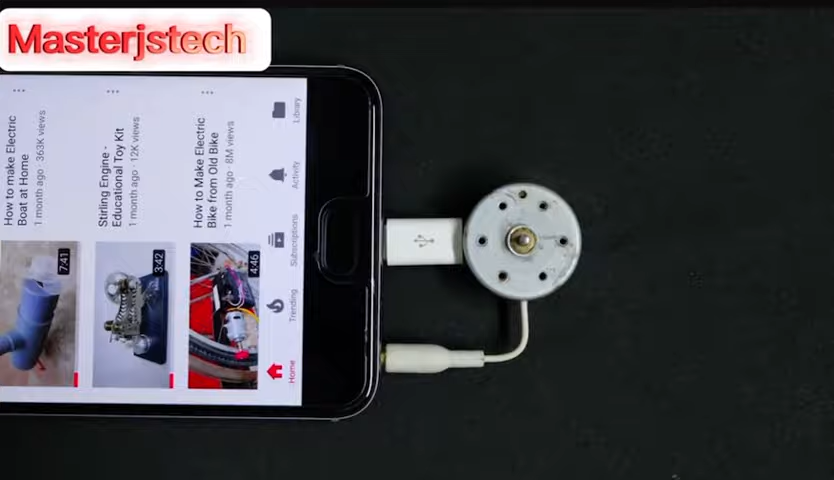 Masterjstech
How to make Electric
Boat at Home
1 month ago · 363K views
7:41
Stirling Engine -
Educational Toy Kit
1 month ago · 12K views
3:42
How to Make Electric
Bike from Old Bike
1 month ago · 8M views
4:46
Home
Trending
Subscriptions
Activity
Library